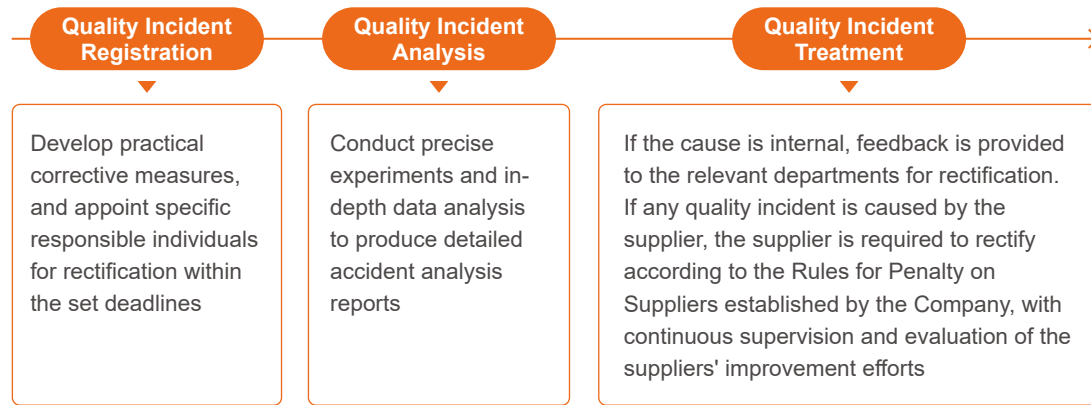 Quality Incident
Registration
Develop practical
corrective measures,
and appoint specific
responsible individuals
for rectification within
the set deadlines
Quality Incident
Analysis
Conduct precise
experiments and in-
depth data analysis
to produce detailed
accident analysis
reports
Quality Incident
Treatment
If the cause is internal, feedback is provided
to the relevant departments for rectification.
If any quality incident is caused by the
supplier, the supplier is required to rectify
according to the Rules for Penalty on
Suppliers established by the Company, with
continuous supervision and evaluation of the
suppliers' improvement efforts